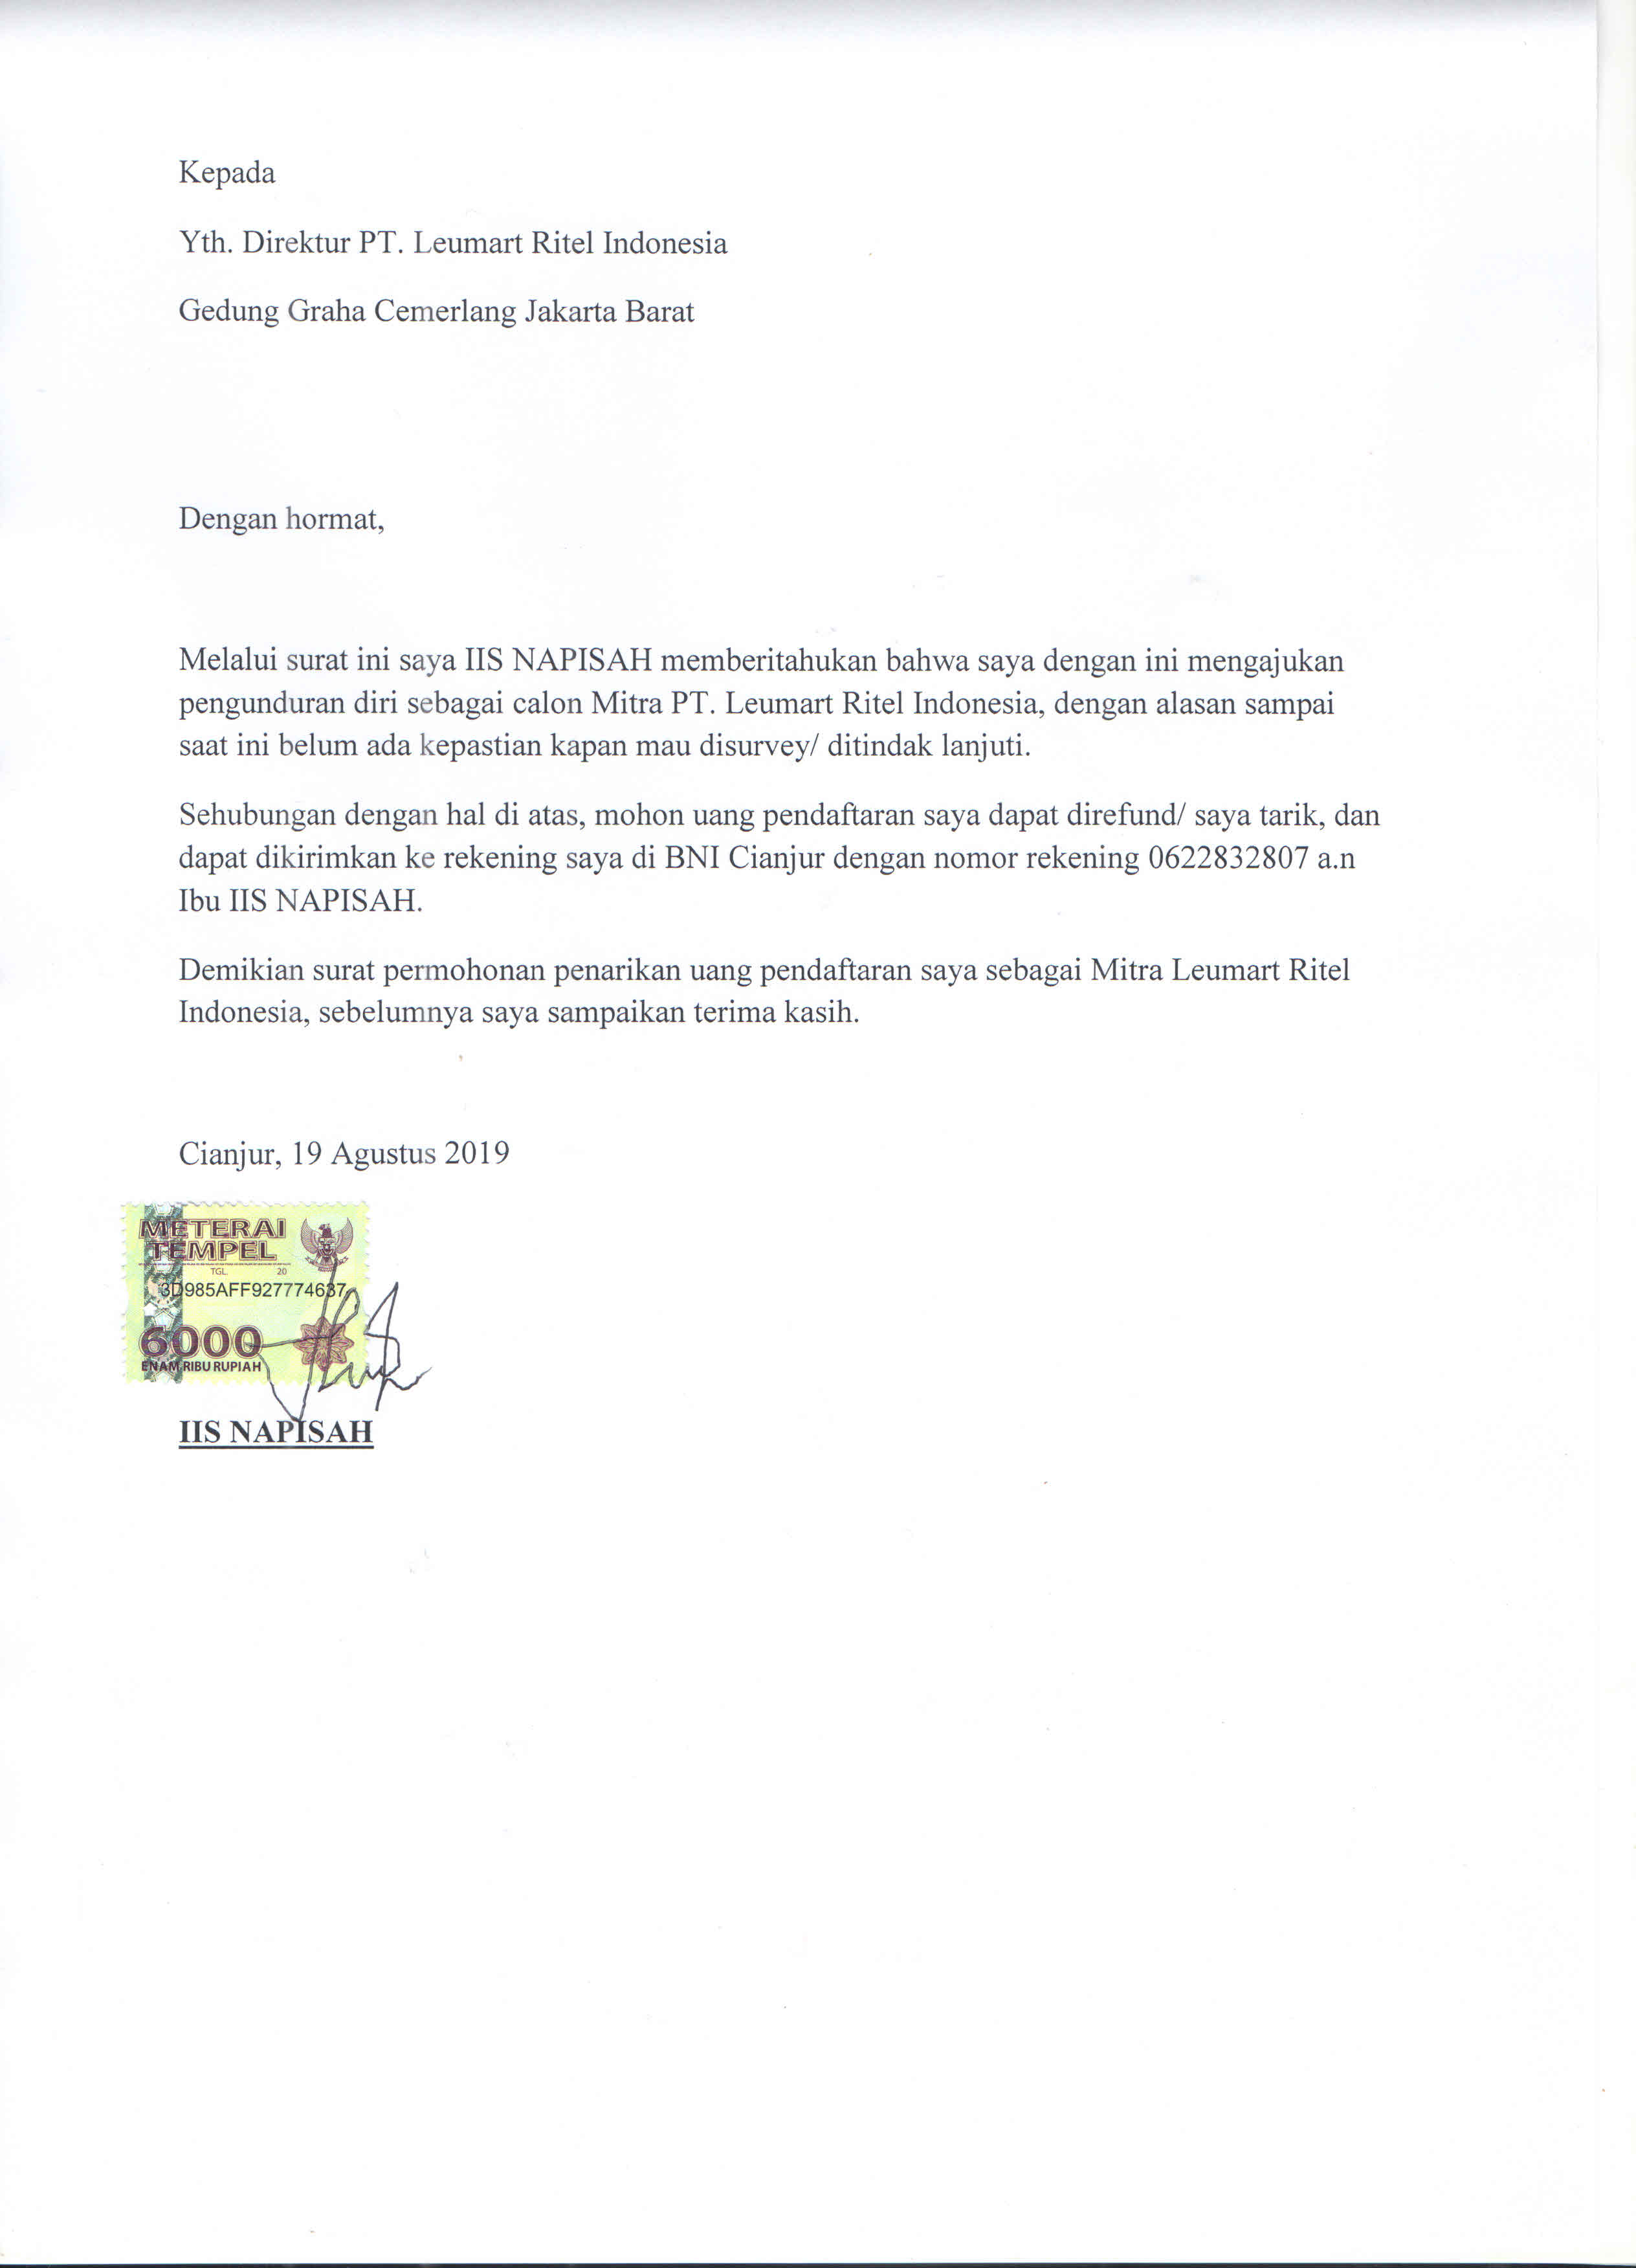 Kepada
Yth. Direktur PT. Leumart Ritel Indonesia
Gedung Graha Cemerlang Jakarta Barat
Dengan hormat,
Melalui surat ini saya IIS NAPISAH memberitahukan bahwa saya dengan ini mengajukan
pengunduran diri sebagai calon Mitra PT. Leumart Ritel Indonesia, dengan alasan sampai
saat ini belum ada kepastian kapan mau disurvey/ ditindak lanjuti.
Sehubungan dengan hal di atas, mohon uang pendaftaran saya dapat direfund/ saya tarik, dan
dapat dikirimkan ke rekening saya di BNI Cianjur dengan nomor rekening 0622832807 a.n
Ibu IIS NAPISAH.
Demikian surat permohonan penarikan uang pendaftaran saya sebagai Mitra Leumart Ritel
Indonesia, sebelumnya saya sampaikan terima kasih.
Cianjur, 19 Agustus 2019
METERAI
TEMPEL
TGL 20
3D985AFF927774637
6000
ENAM RIBU RUPIAH
IIS NAPISAH